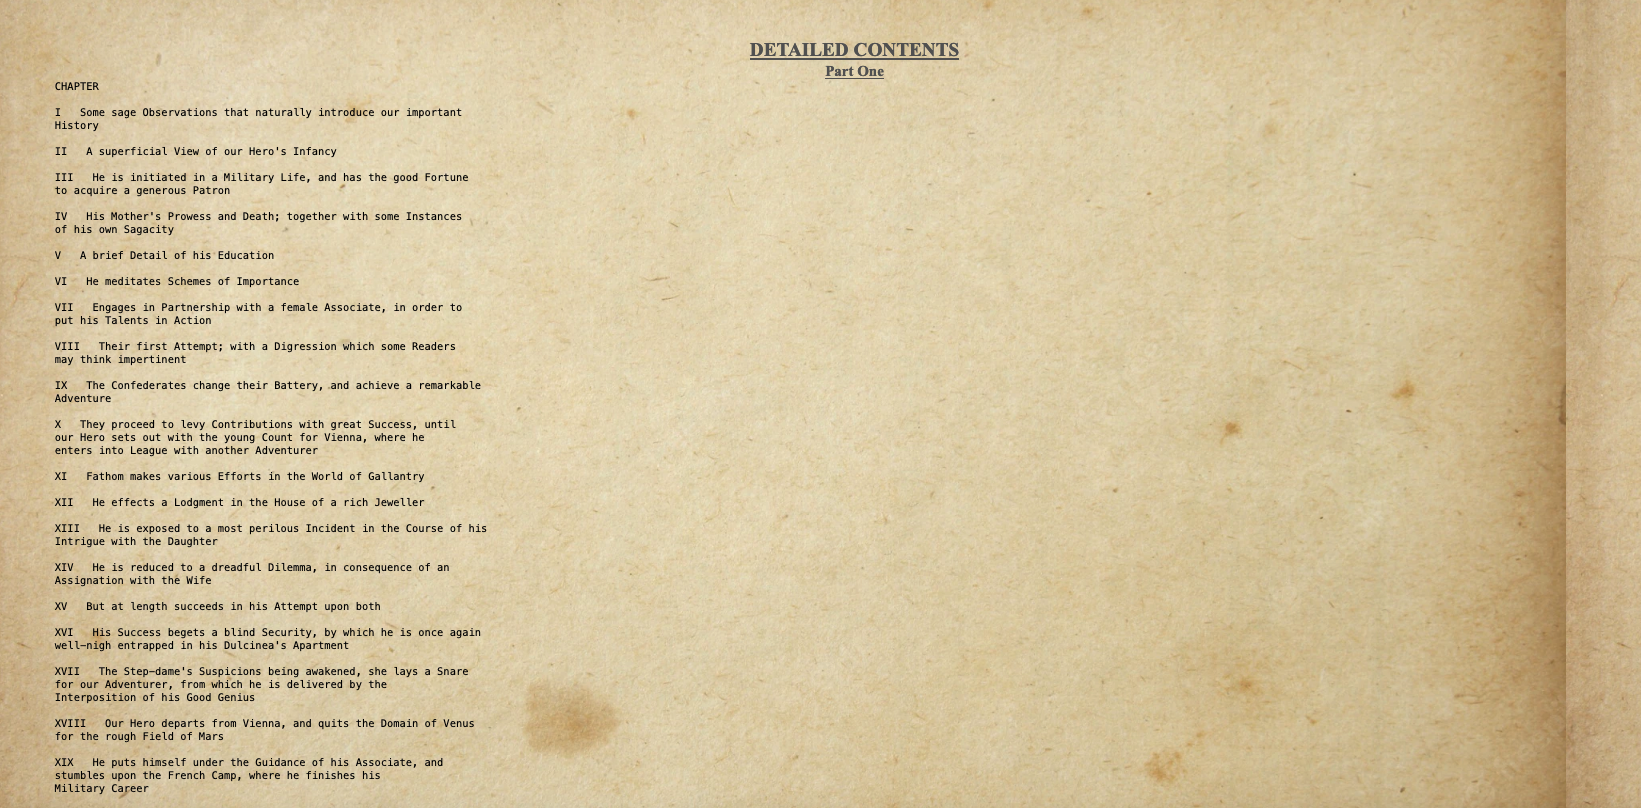 DETAILED CONTENTS
Part One
CHAPTER
I   Some sage Observations that naturally introduce our important
History
II   A superficial View of our Hero's Infancy
III   He is initiated in a Military Life, and has the good Fortune
to acquire a generous Patron
IV   His Mother's Prowess and Death; together with some Instances
of his own Sagacity
V   A brief Detail of his Education
VI   He meditates Schemes of Importance
VII   Engages in Partnership with a female Associate, in order to
put his Talents in Action
VIII   Their first Attempt; with a Digression which some Readers
may think impertinent
IX   The Confederates change their Battery, and achieve a remarkable
Adventure
X   They proceed to levy Contributions with great Success, until
our Hero sets out with the young Count for Vienna, where he
enters into League with another Adventurer
XI   Fathom makes various Efforts in the World of Gallantry
XII   He effects a Lodgment in the House of a rich Jeweller
XIII   He is exposed to a most perilous Incident in the Course of his
Intrigue with the Daughter
XIV   He is reduced to a dreadful Dilemma, in consequence of an
Assignation with the Wife
XV   But at length succeeds in his Attempt upon both
XVI   His Success begets a blind Security, by which he is once again
well-nigh entrapped in his Dulcinea's Apartment
XVII   The Step-dame's Suspicions being awakened, she lays a Snare
for our Adventurer, from which he is delivered by the
Interposition of his Good Genius
XVIII   Our Hero departs from Vienna, and quits the Domain of Venus
for the rough Field of Mars
XIX   He puts himself under the Guidance of his Associate, and
stumbles upon the French Camp, where he finishes his
Military Career